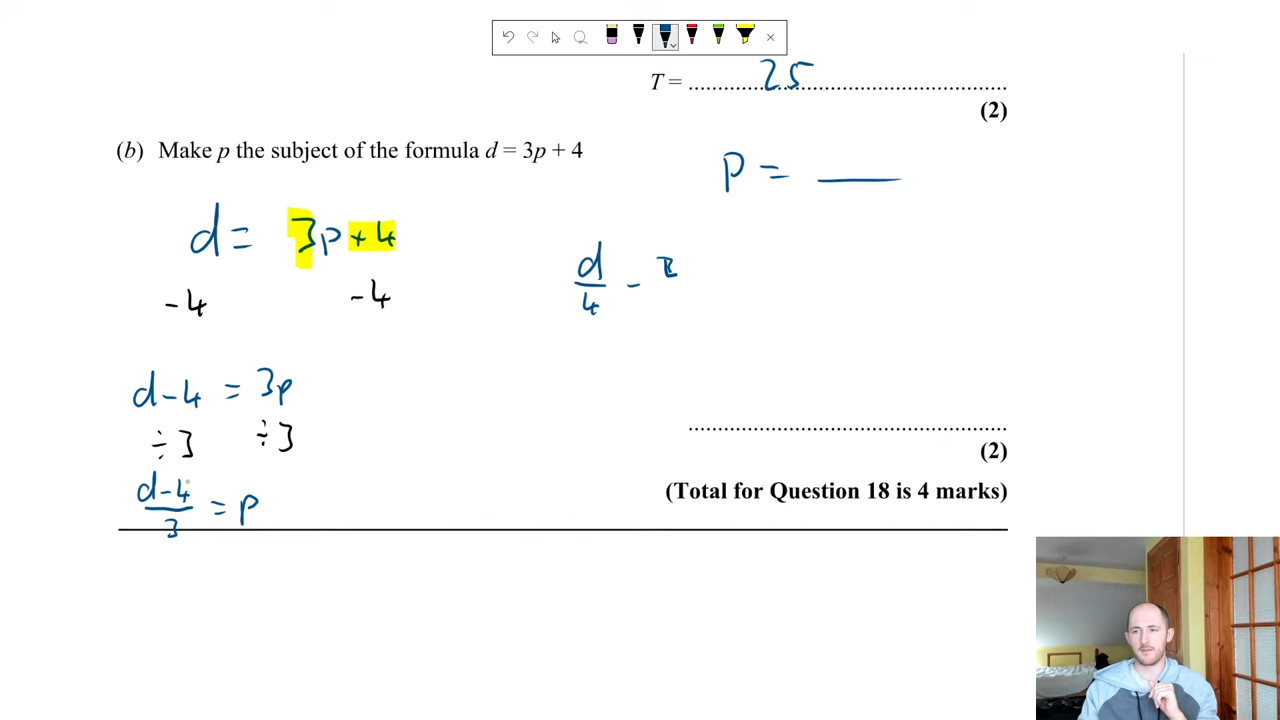 T = ........ 25 ........
(2)
(b) Make p the subject of the formula d = 3p + 4
p = ___
d = 3p + 4
-4 -4
d/4 -
d-4 = 3p
÷3 ÷3
(2)
(d-4)/3 = p
(Total for Question 18 is 4 marks)